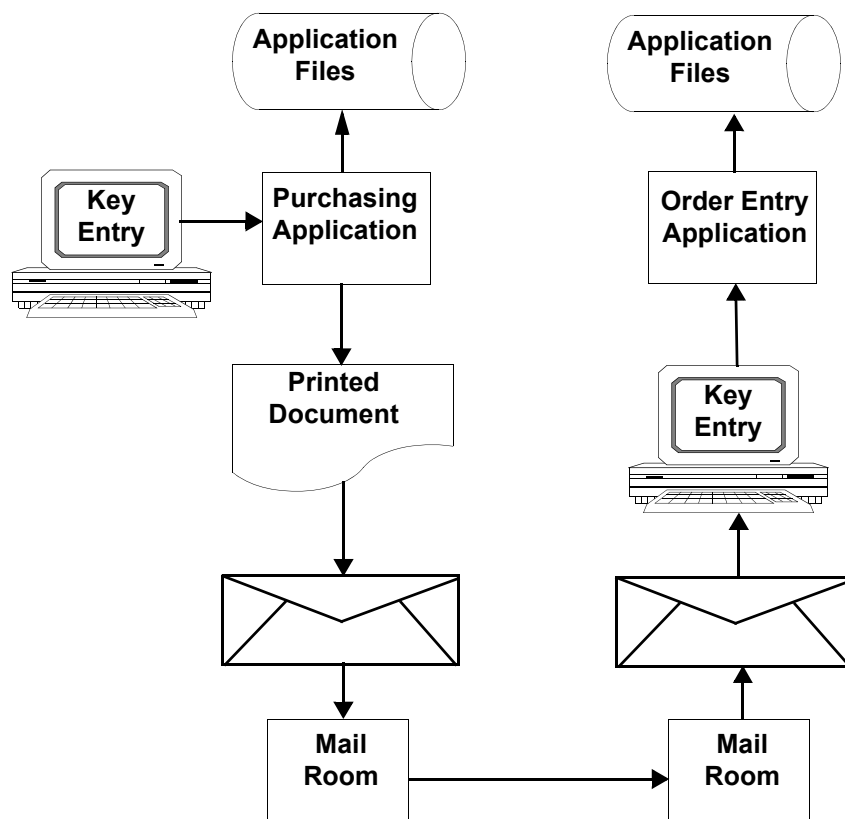 Application
Files
Application
Files
Key
Entry
Purchasing
Application
Order Entry
Application
Printed
Document
Key
Entry
Mail
Room
Mail
Room